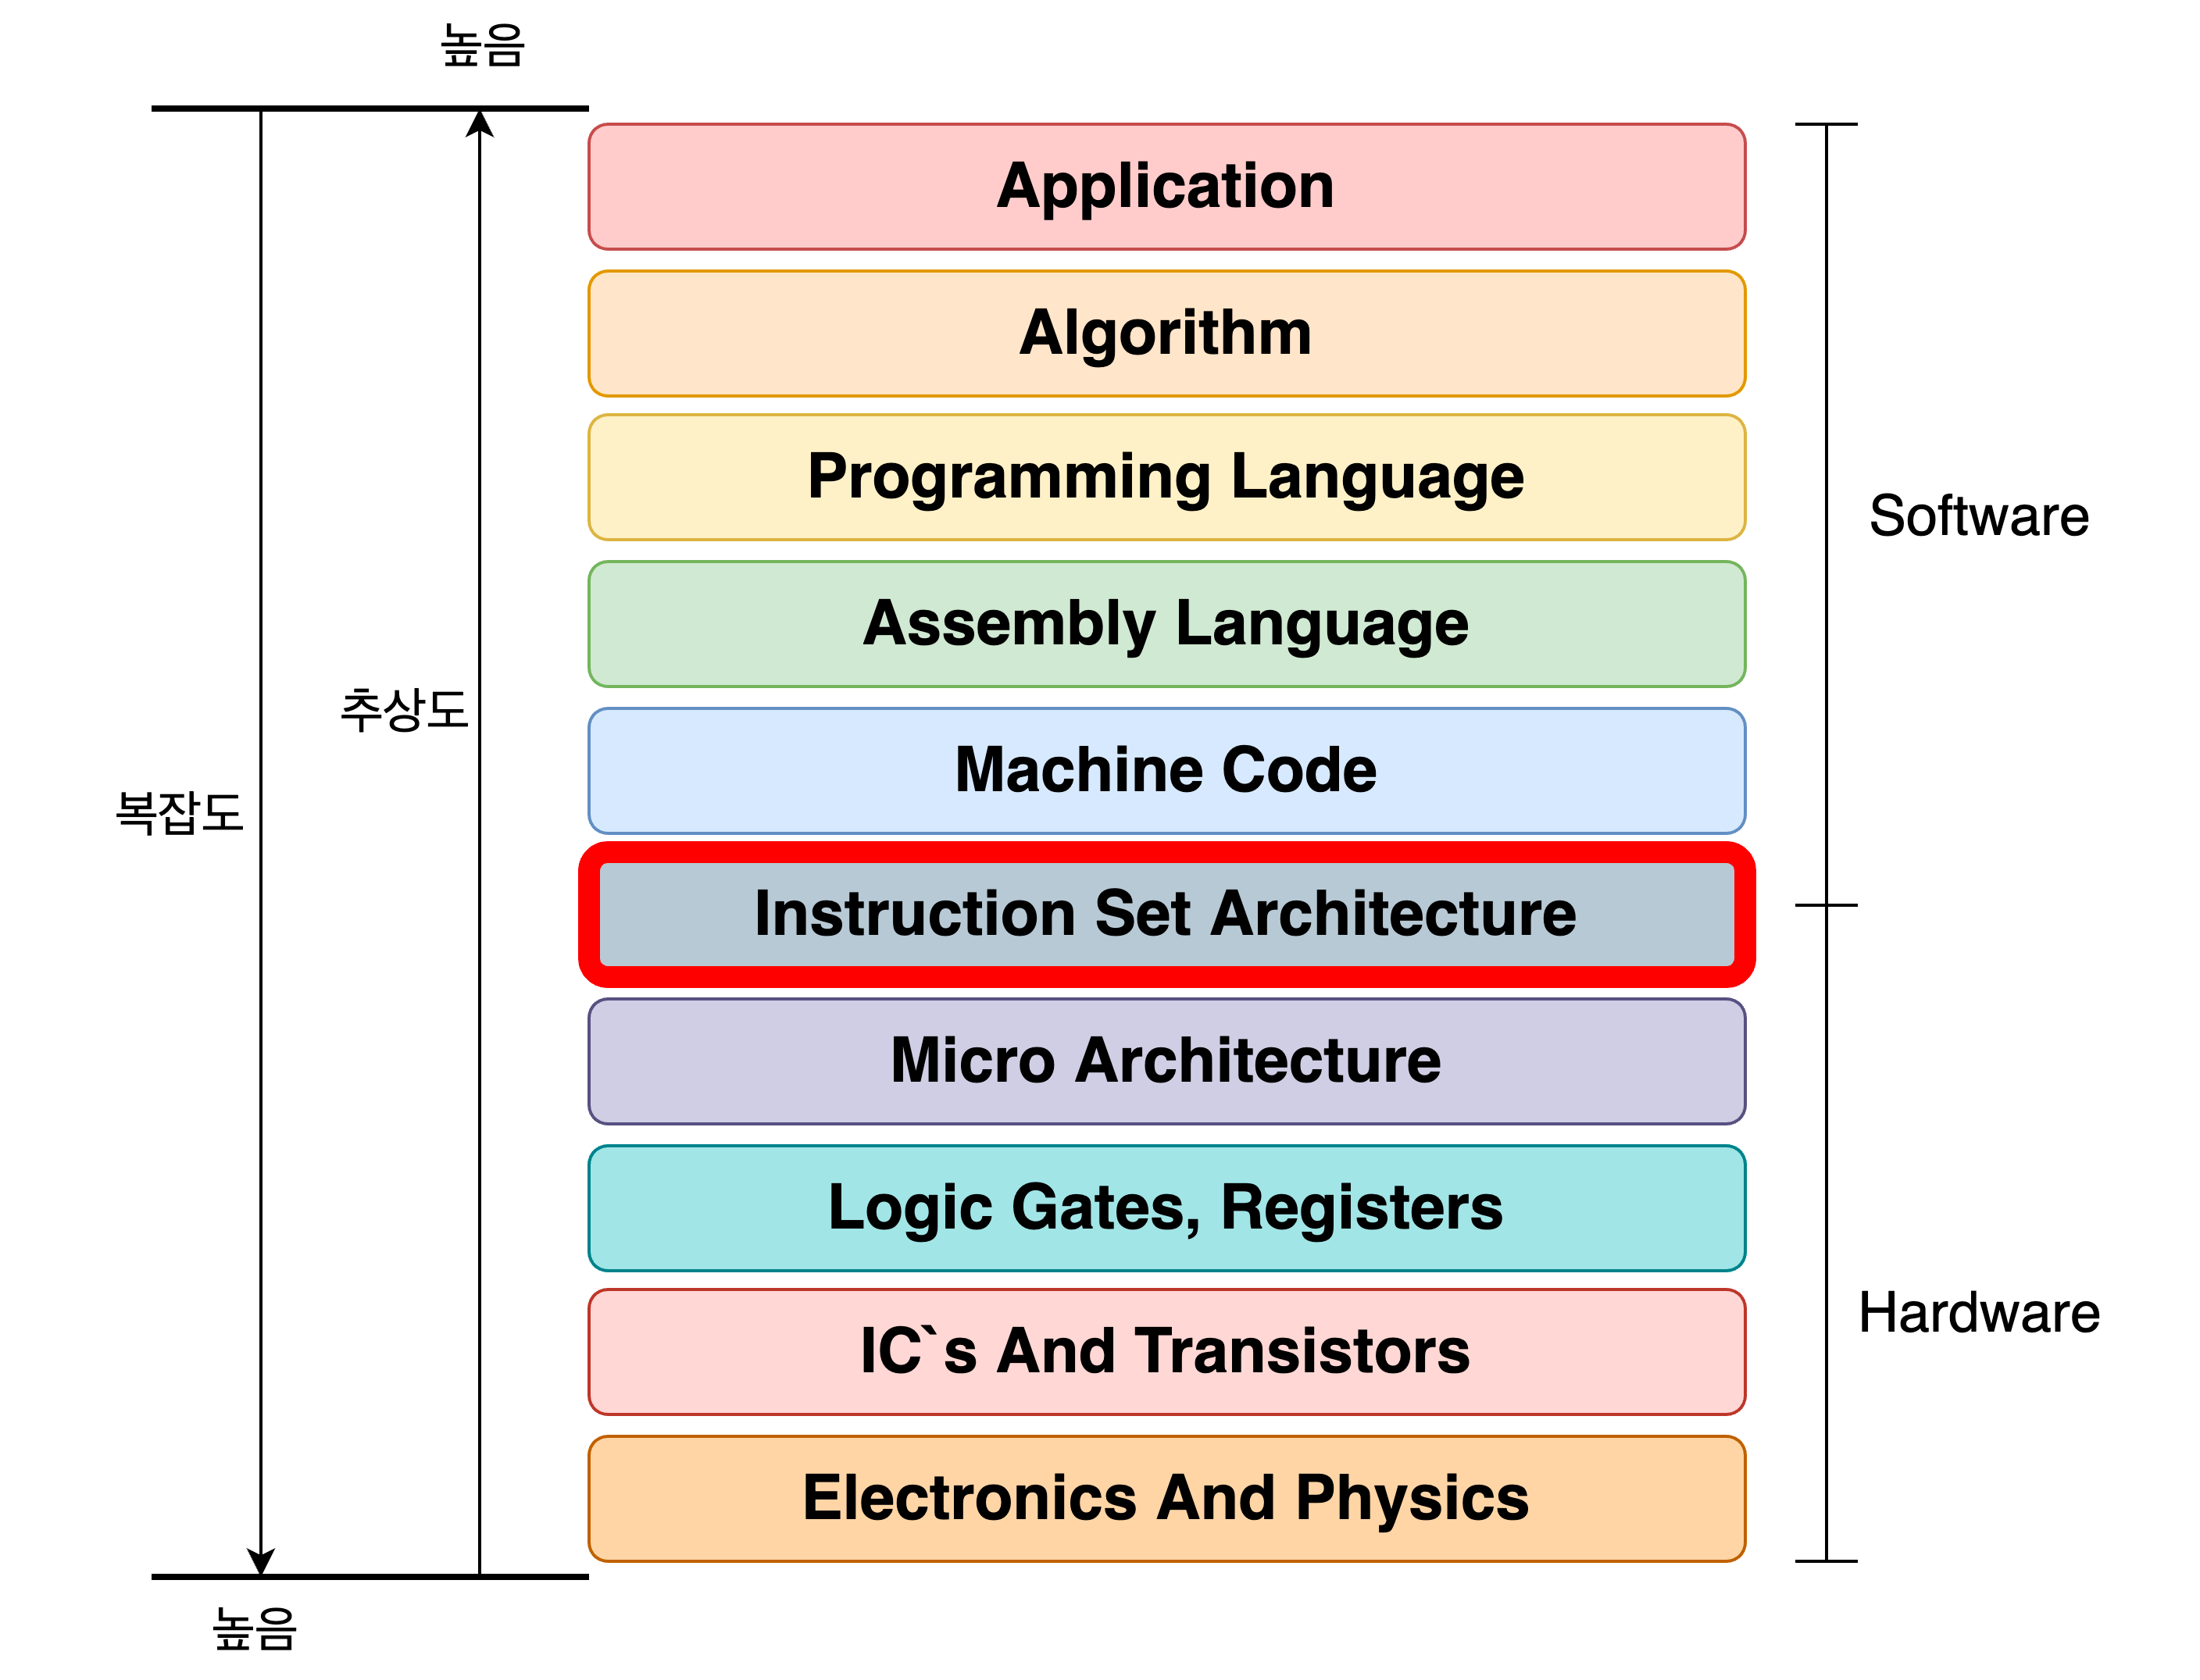 높음
Application
Algorithm
Programming Language
Software
Assembly Language
추상도
Machine Code
복잡도
Instruction Set Architecture
Micro Architecture
Logic Gates, Registers
Hardware
IC`s And Transistors
Electronics And Physics
높음